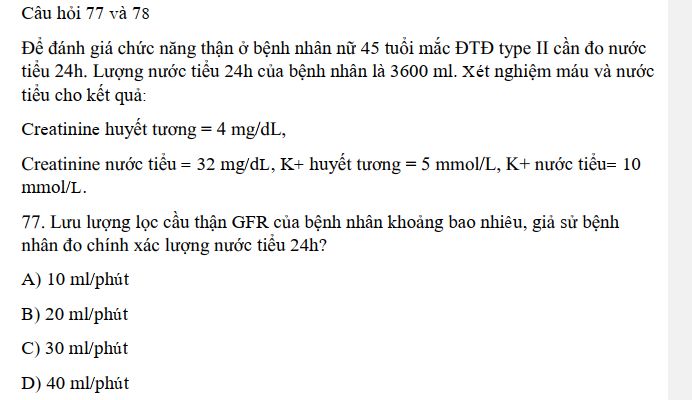 Câu hỏi 77 và 78
Để đánh giá chức năng thận ở bệnh nhân nữ 45 tuổi mắc ĐTĐ type II cần đo nước
tiểu 24h. Lượng nước tiểu 24h của bệnh nhân là 3600 ml. Xét nghiệm máu và nước
tiểu cho kết quả:
Creatinine huyết tương = 4 mg/dL,
Creatinine nước tiểu = 32 mg/dL, K+ huyết tương = 5 mmol/L, K+ nước tiểu= 10
mmol/L.
77. Lưu lượng lọc cầu thận GFR của bệnh nhân khoảng bao nhiêu, giả sử bệnh
nhân đo chính xác lượng nước tiểu 24h?
A) 10 ml/phút
B) 20 ml/phút
C) 30 ml/phút
D) 40 ml/phút